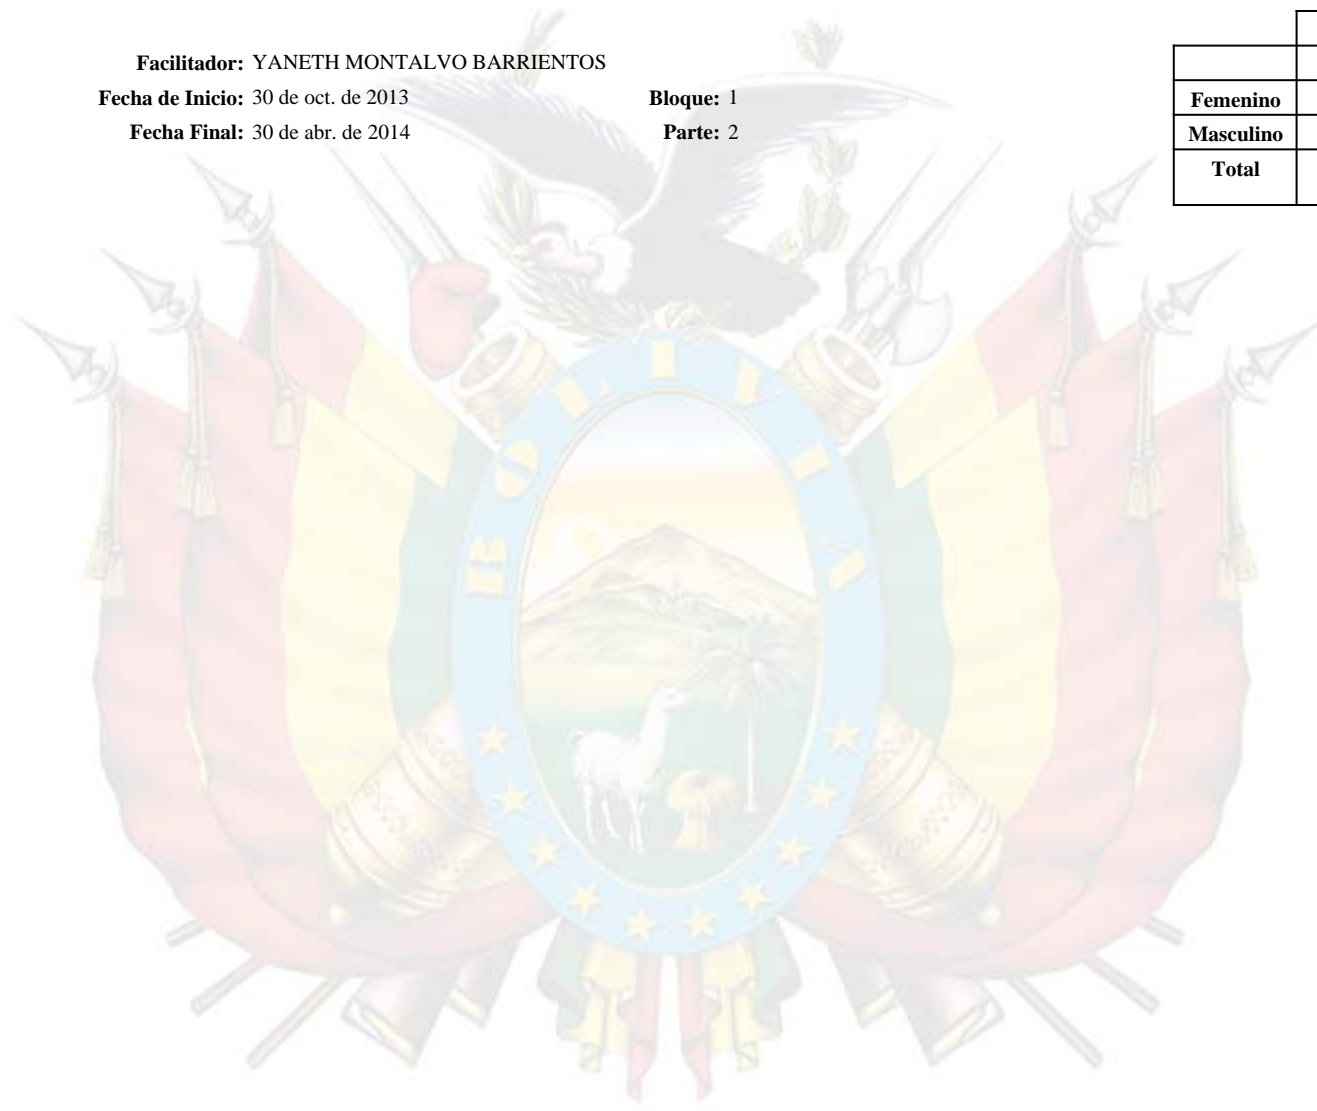 Facilitador: YANETH MONTALVO BARRIENTOS
Fecha de Inicio: 30 de oct. de 2013 Bloque: 1
Fecha Final: 30 de abr. de 2014 Parte: 2
Femenino
Masculino
Total
BOLIVIA